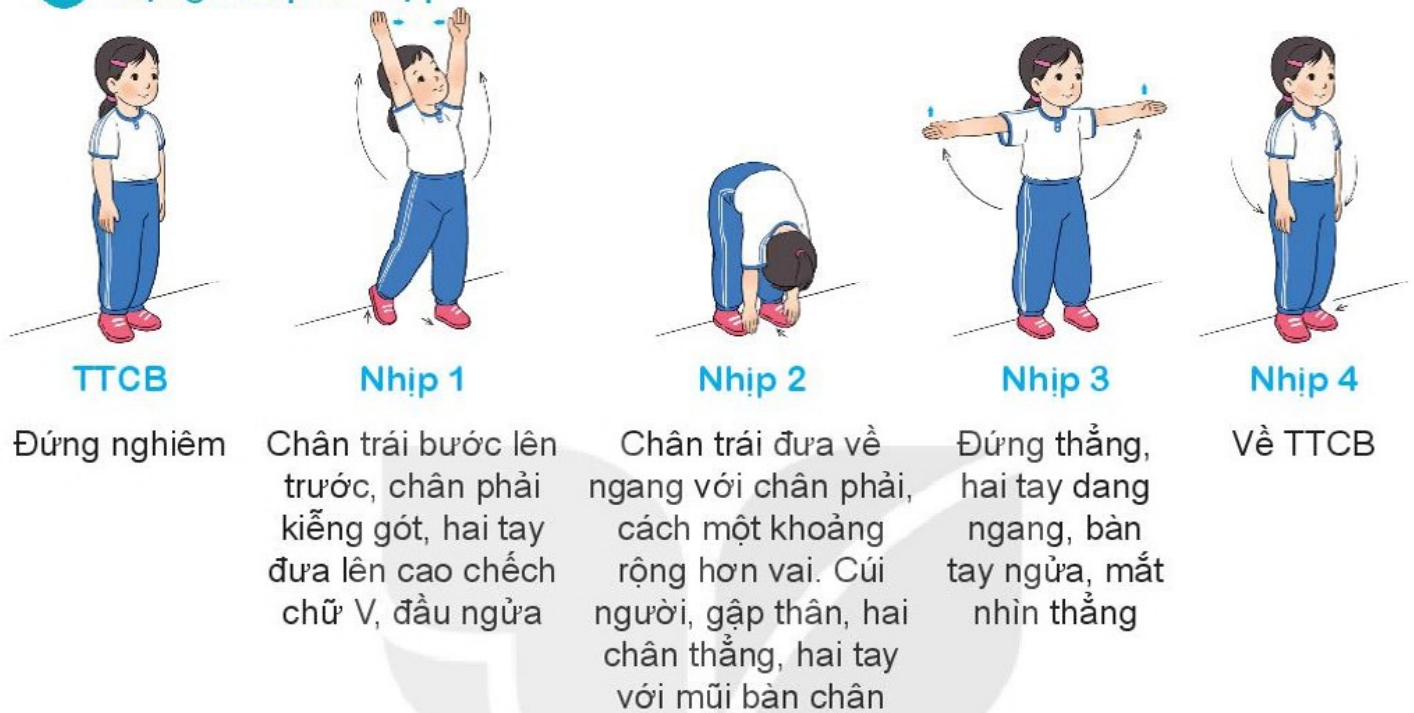 TTCB
Đứng nghiêm
Nhịp 1
Chân trái bước lên
trước, chân phải
kiễng gót, hai tay
đưa lên cao chếch
chữ V, đầu ngửa
Nhịp 2
Chân trái đưa về
ngang với chân phải,
cách một khoảng
rộng hơn vai. Cúi
người, gập thân, hai
chân thẳng, hai tay
với mũi bàn chân
Nhịp 3
Đứng thẳng,
hai tay dang
ngang, bàn
tay ngửa, mắt
nhìn thẳng
Nhịp 4
Về TTCB